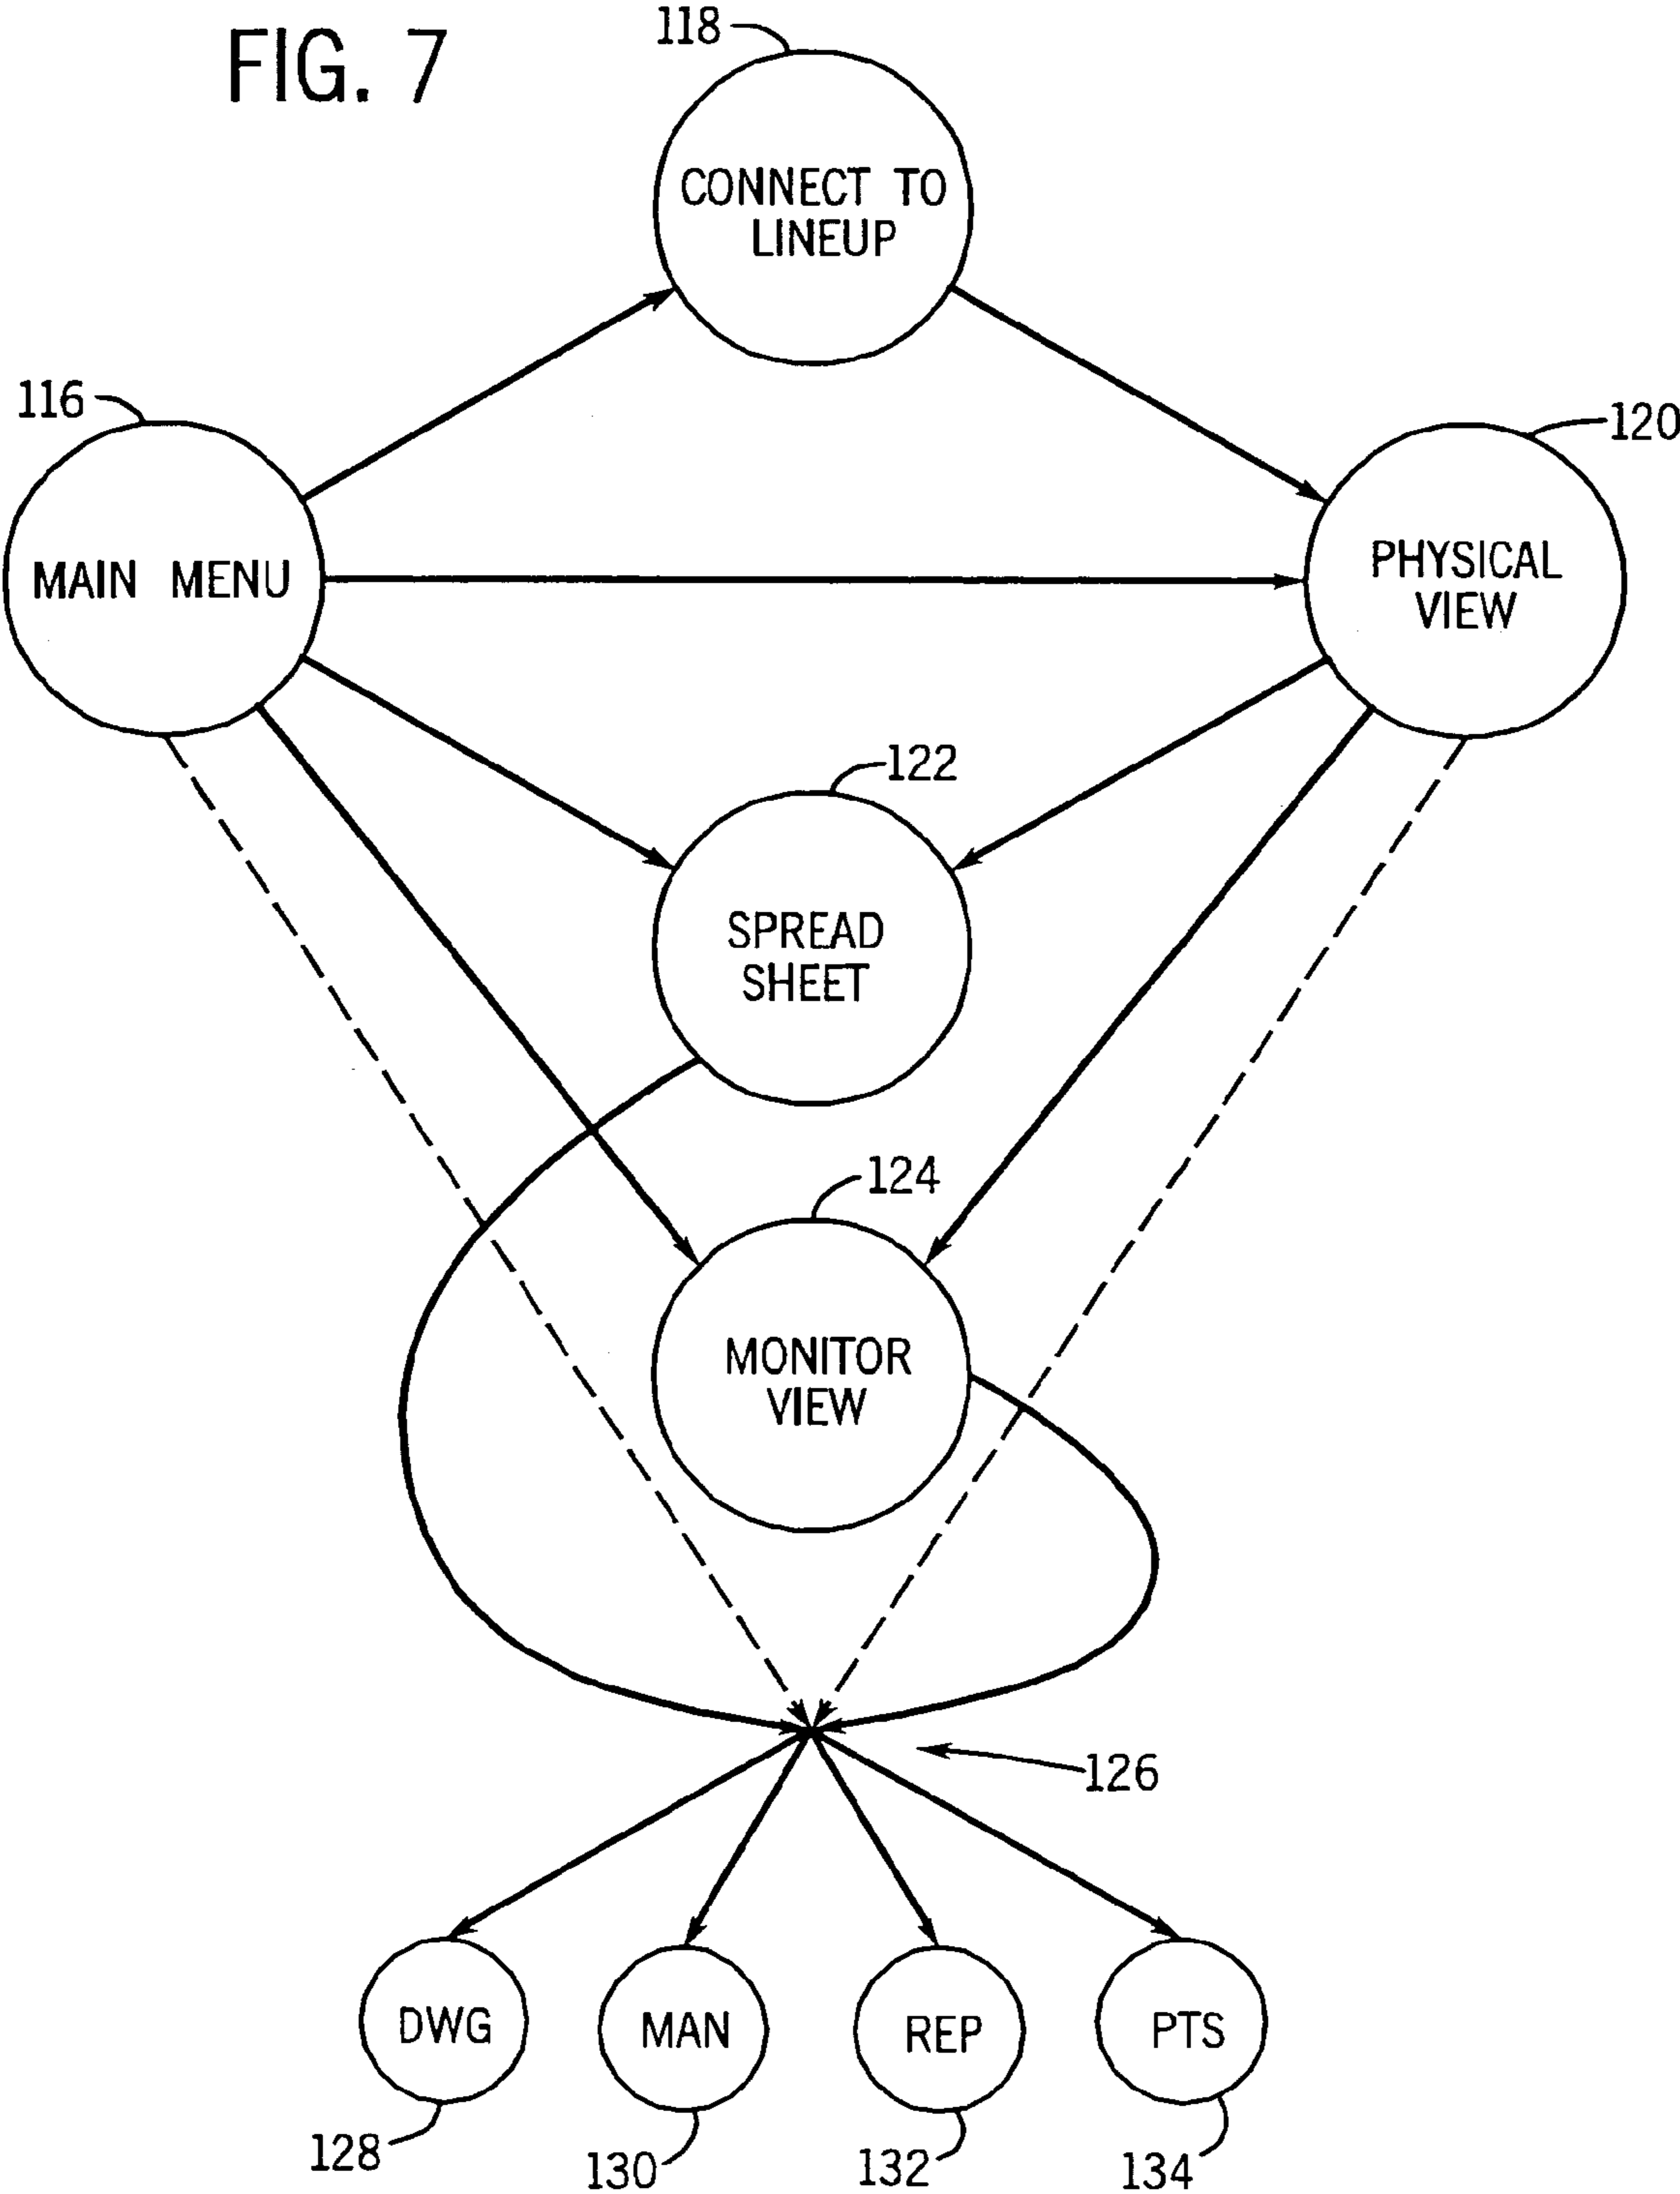 FIG. 7
118
CONNECT TO
LINEUP
116
120
MAIN MENU
PHYSICAL
VIEW
122
SPREAD
SHEET
124
MONITOR
VIEW
126
DWG
MAN
REP
PTS
128
130
132
134